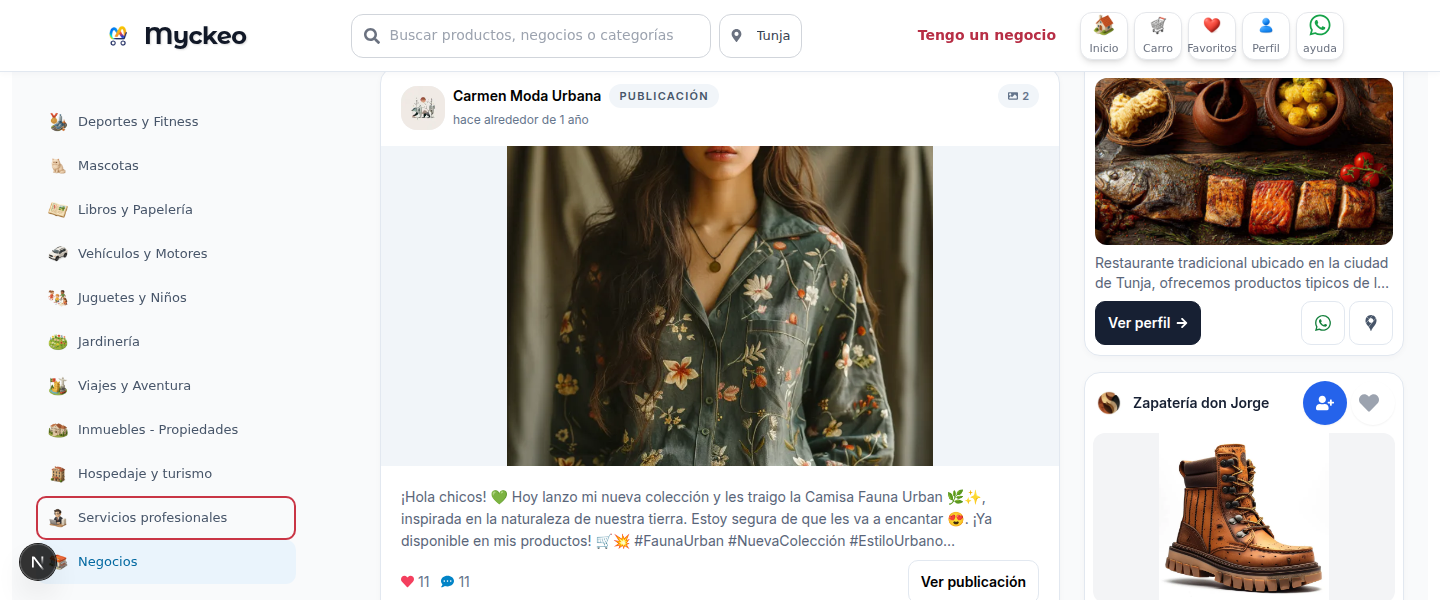 Myckeo
Buscar productos, negocios o categorías
Tunja
Tengo un negocio
Inicio
Carro
Favoritos
Perfil
ayuda
Deportes y Fitness
Mascotas
Libros y Papelería
Vehículos y Motores
Juguetes y Niños
Jardinería
Viajes y Aventura
Inmuebles - Propiedades
Hospedaje y turismo
Servicios profesionales
Negocios
N
Carmen Moda Urbana PUBLICACIÓN
2
hace alrededor de 1 año
¡Hola chicos! 💚 Hoy lanzo mi nueva colección y les traigo la Camisa Fauna Urban 🌿✨,
inspirada en la naturaleza de nuestra tierra. Estoy segura de que les va a encantar 😍. ¡Ya
disponible en mis productos! 🛒💥 #FaunaUrban #NuevaColección #EstiloUrbano...
11 11
Ver publicación
Restaurante tradicional ubicado en la ciudad
de Tunja, ofrecemos productos tipicos de l...
Ver perfil →
Zapatería don Jorge